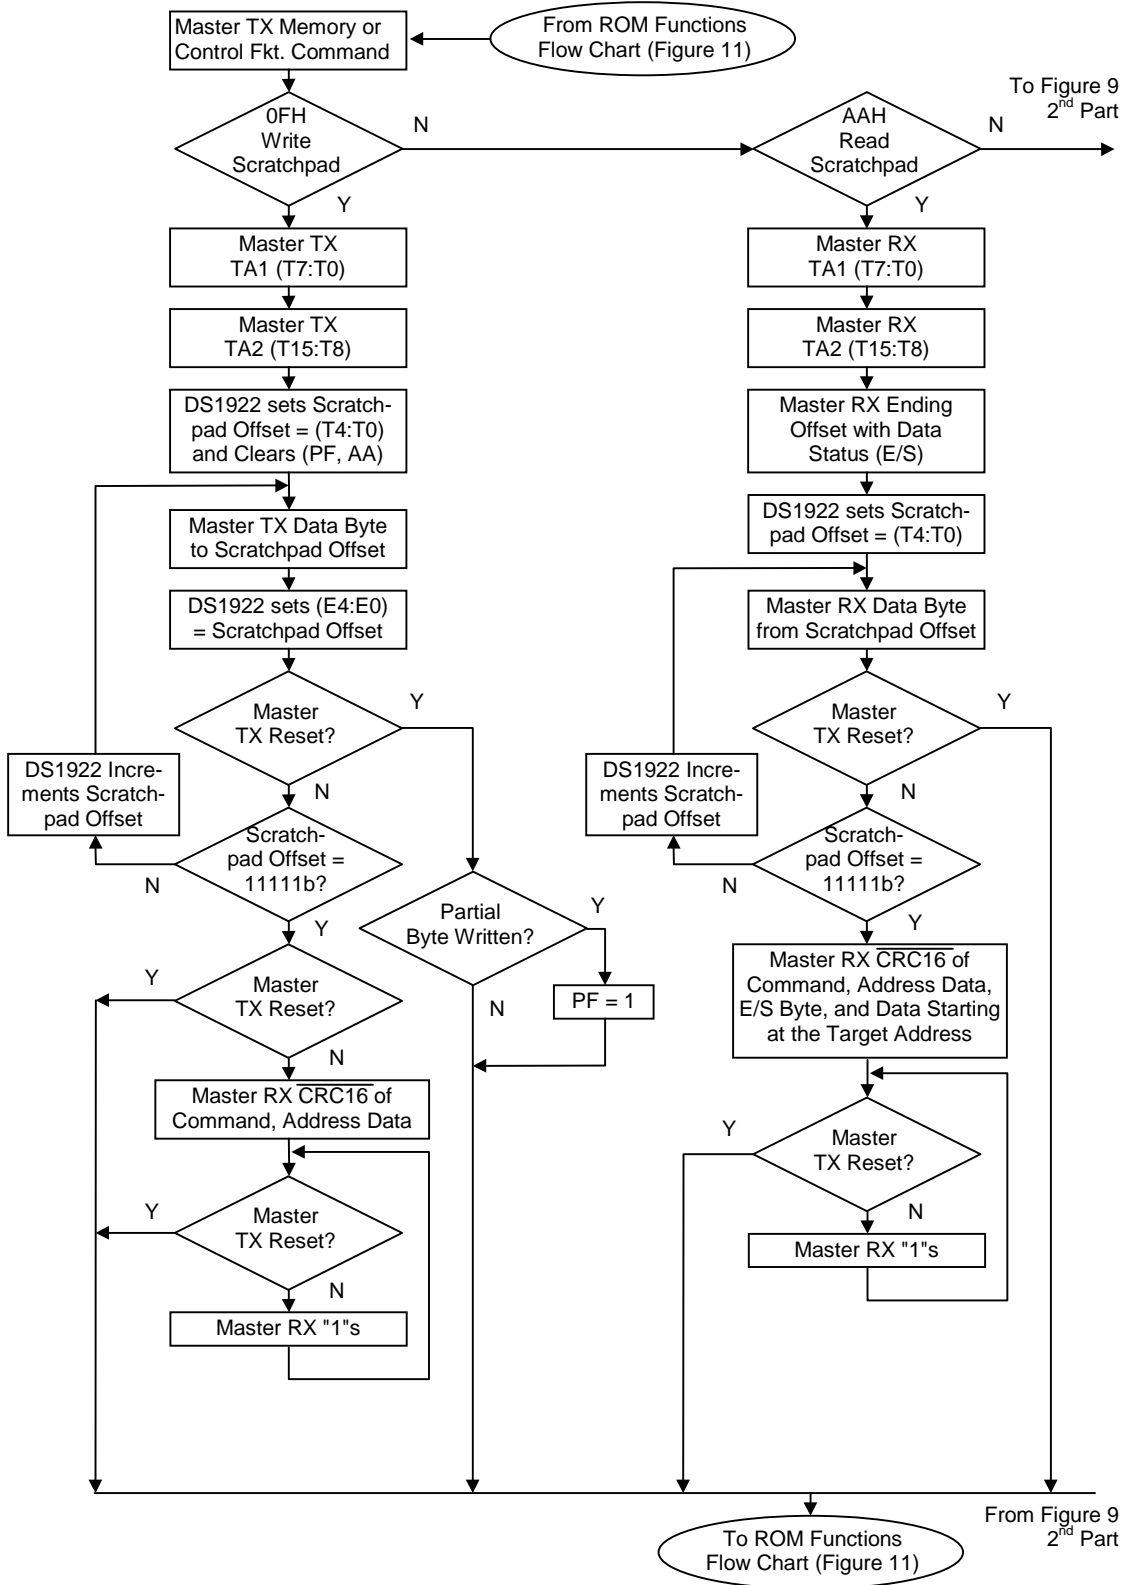 Master TX Memory or
Control Fkt. Command
From ROM Functions
Flow Chart (Figure 11)
To Figure 9
2nd Part
0FH
Write
Scratchpad
N
Y
AAH
Read
Scratchpad
N
Y
Master TX
TA1 (T7:T0)
Master TX
TA2 (T15:T8)
DS1922 sets Scratch-
pad Offset = (T4:T0)
and Clears (PF, AA)
Master TX Data Byte
to Scratchpad Offset
DS1922 sets (E4:E0)
= Scratchpad Offset
Master
TX Reset?
Y
N
DS1922 Incre-
ments Scratch-
pad Offset
Scratch-
pad Offset =
11111b?
N
Y
Partial
Byte Written?
Y
N
PF = 1
Master
TX Reset?
Y
N
Master RX CRC16 of
Command, Address Data
Master
TX Reset?
Y
N
Master RX "1"s
Master RX
TA1 (T7:T0)
Master RX
TA2 (T15:T8)
Master RX Ending
Offset with Data
Status (E/S)
DS1922 sets Scratch-
pad Offset = (T4:T0)
Master RX Data Byte
from Scratchpad Offset
Master
TX Reset?
Y
N
DS1922 Incre-
ments Scratch-
pad Offset
Scratch-
pad Offset =
11111b?
N
Y
Master RX CRC16 of
Command, Address Data,
E/S Byte, and Data Starting
at the Target Address
Master
TX Reset?
Y
N
Master RX "1"s
From Figure 9
2nd Part
To ROM Functions
Flow Chart (Figure 11)